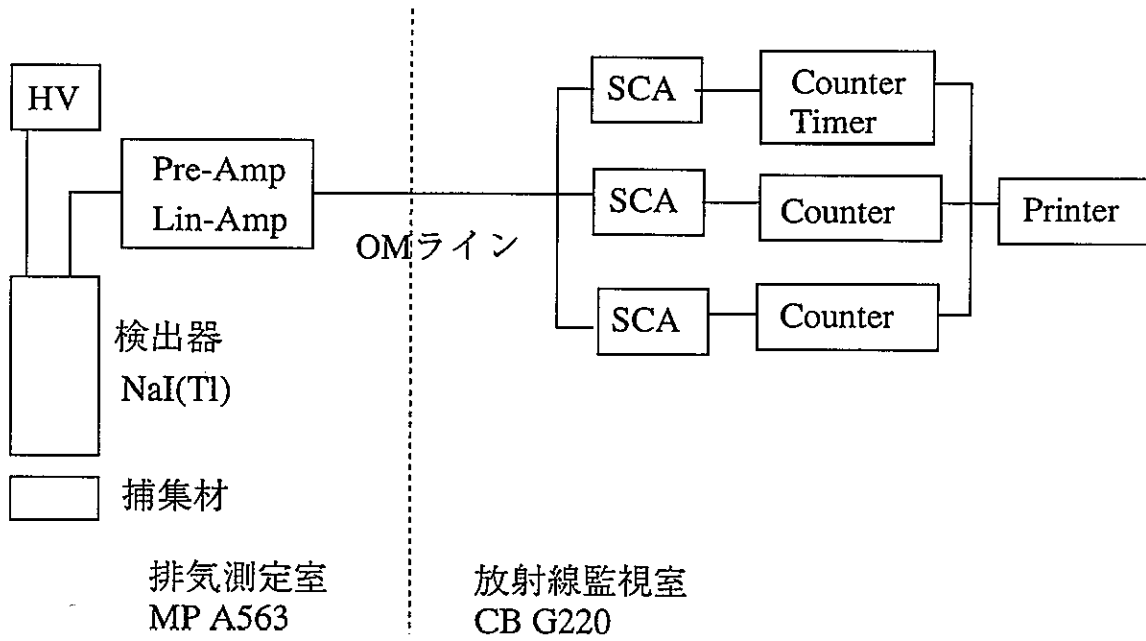 HV
Pre-Amp
Lin-Amp
検出器
NaI(Tl)
捕集材
排気測定室
MP A563
OMライン
SCA
Counter
Timer
SCA
Counter
SCA
Counter
Printer
放射線監視室
CB G220